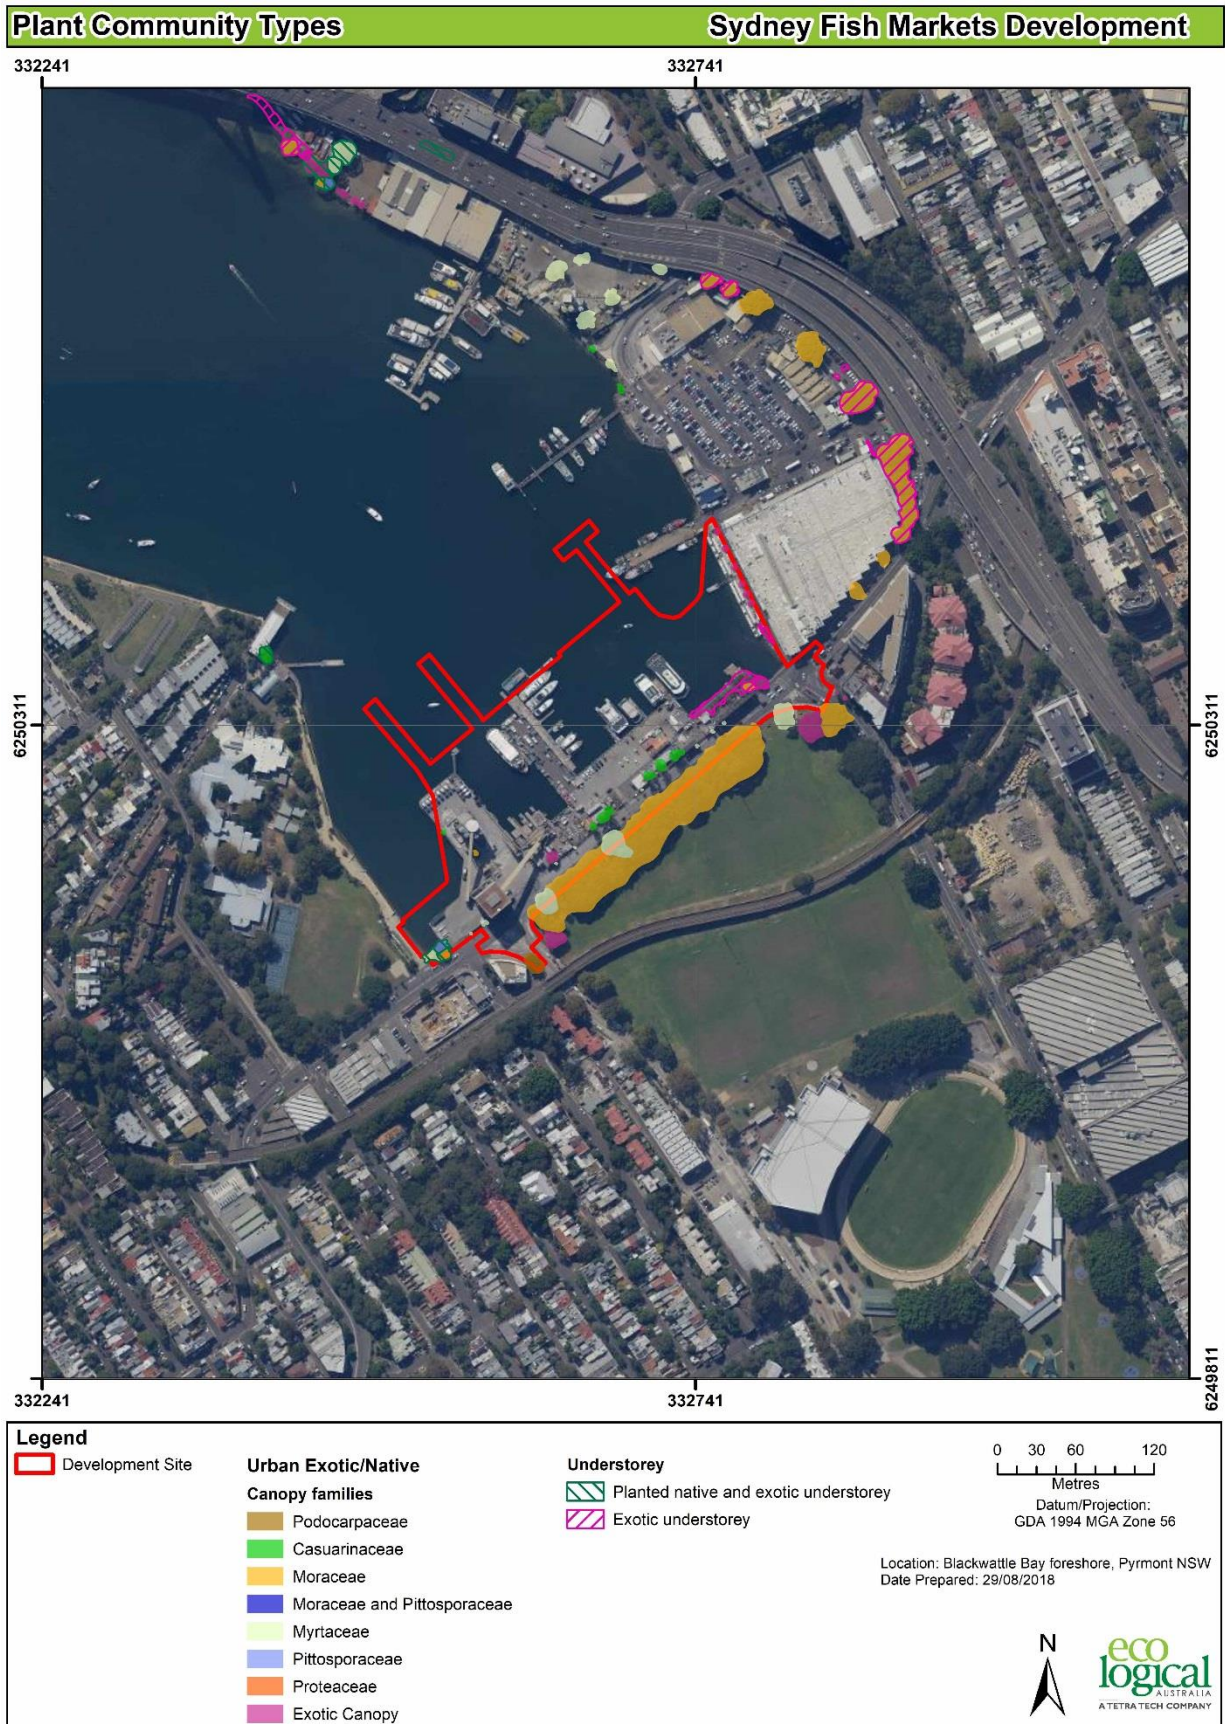 Plant Community Types
Sydney Fish Markets Development
332241
332741
6250311
6250311
6249811
332241
332741
Legend
Development Site
Urban Exotic/Native
Canopy families
Podocarpaceae
Casuarinaceae
Moraceae
Moraceae and Pittosporaceae
Myrtaceae
Pittosporaceae
Proteaceae
Exotic Canopy
Understorey
Planted native and exotic understorey
Exotic understorey
0 30 60 120
Metres
Datum/Projection:
GDA 1994 MGA Zone 56
Location: Blackwattle Bay foreshore, Pyrmont NSW
Date Prepared: 29/08/2018
N
eco
logical
AUSTRALIA
A TETRA TECH COMPANY